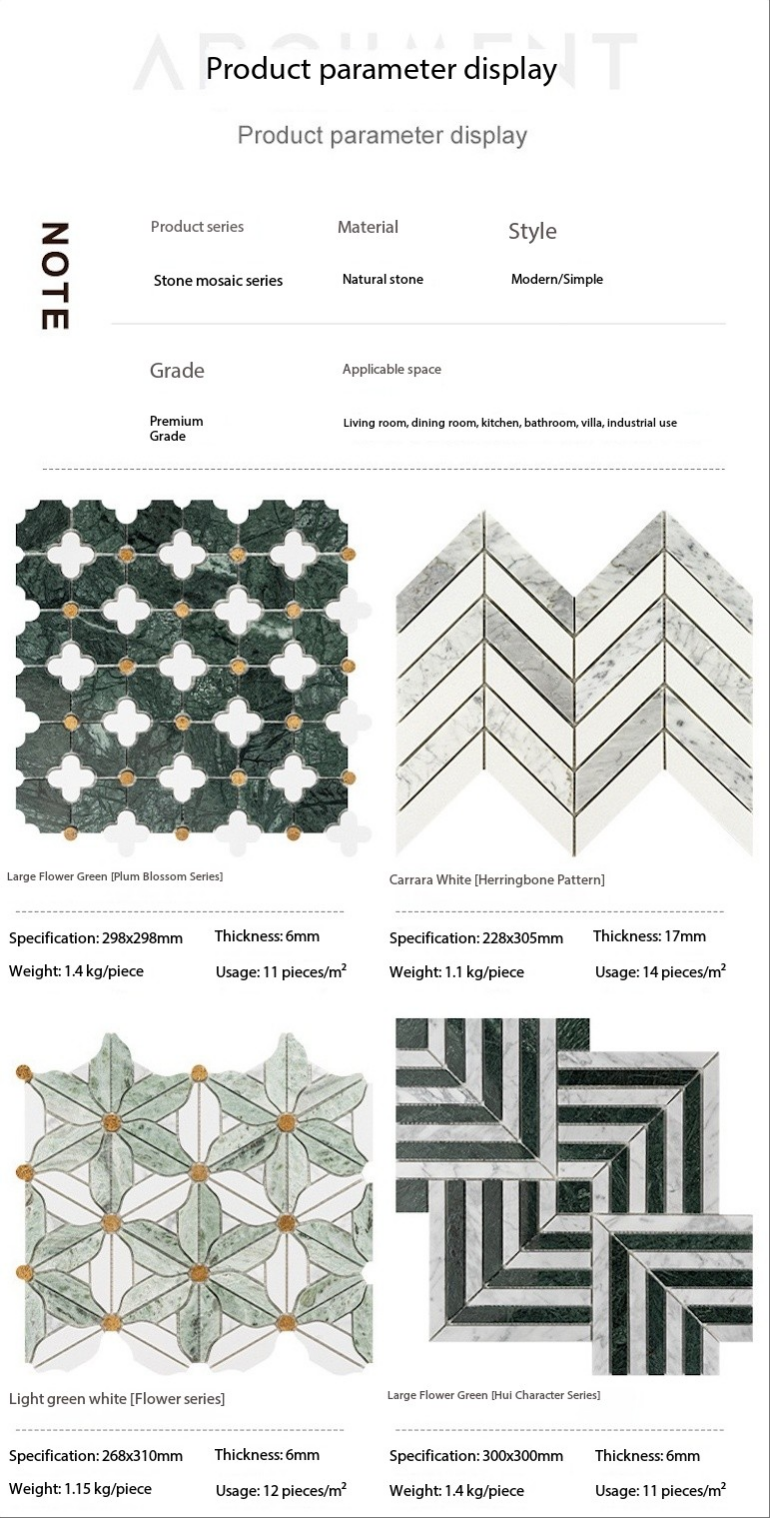 ARGUMENT
Product parameter display
Product parameter display
NOTE
Product series
Material
Style
Stone mosaic series
Natural stone
Modern/Simple
Grade
Applicable space
Premium
Grade
Living room, dining room, kitchen, bathroom, villa, industrial use
Large Flower Green [Plum Blossom Series]
Specification: 298x298mm
Thickness: 6mm
Weight: 1.4 kg/piece
Usage: 11 pieces/m²
Carrara White [Herringbone Pattern]
Specification: 228x305mm
Thickness: 17mm
Weight: 1.1 kg/piece
Usage: 14 pieces/m²
Light green white [Flower series]
Specification: 268x310mm
Thickness: 6mm
Weight: 1.15 kg/piece
Usage: 12 pieces/m²
Large Flower Green [Hui Character Series]
Specification: 300x300mm
Thickness: 6mm
Weight: 1.4 kg/piece
Usage: 11 pieces/m²